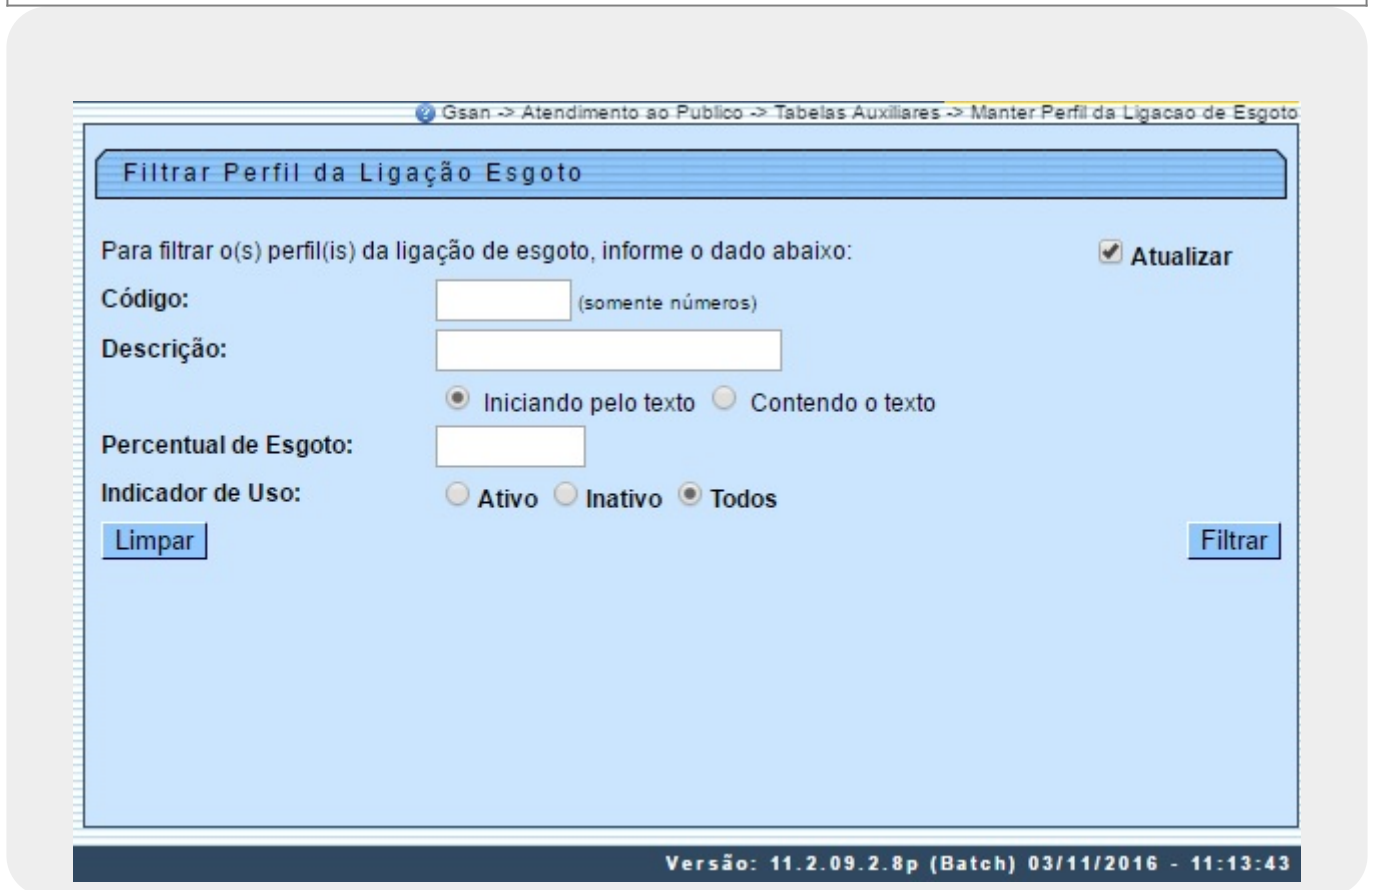 Gsan -> Atendimento ao Publico -> Tabelas Auxiliares -> Manter Perfil da Ligacao de Esgoto
Filtrar Perfil da Ligação Esgoto
Para filtrar o(s) perfil(is) da ligação de esgoto, informe o dado abaixo: Atualizar
Código: (somente números)
Descrição:
Iniciando pelo texto Contendo o texto
Percentual de Esgoto:
Indicador de Uso: Ativo Inativo Todos
Limpar Filtrar
Versão: 11.2.09.2.8p (Batch) 03/11/2016 - 11:13:43